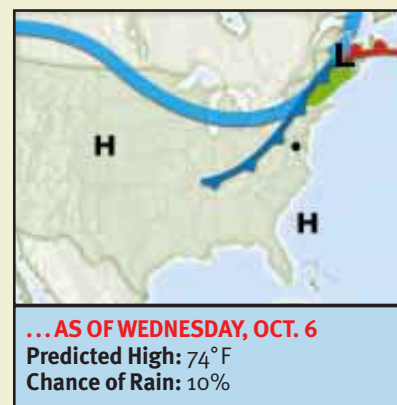 L
H
H
...AS OF WEDNESDAY, OCT. 6
Predicted High: 74°F
Chance of Rain: 10%